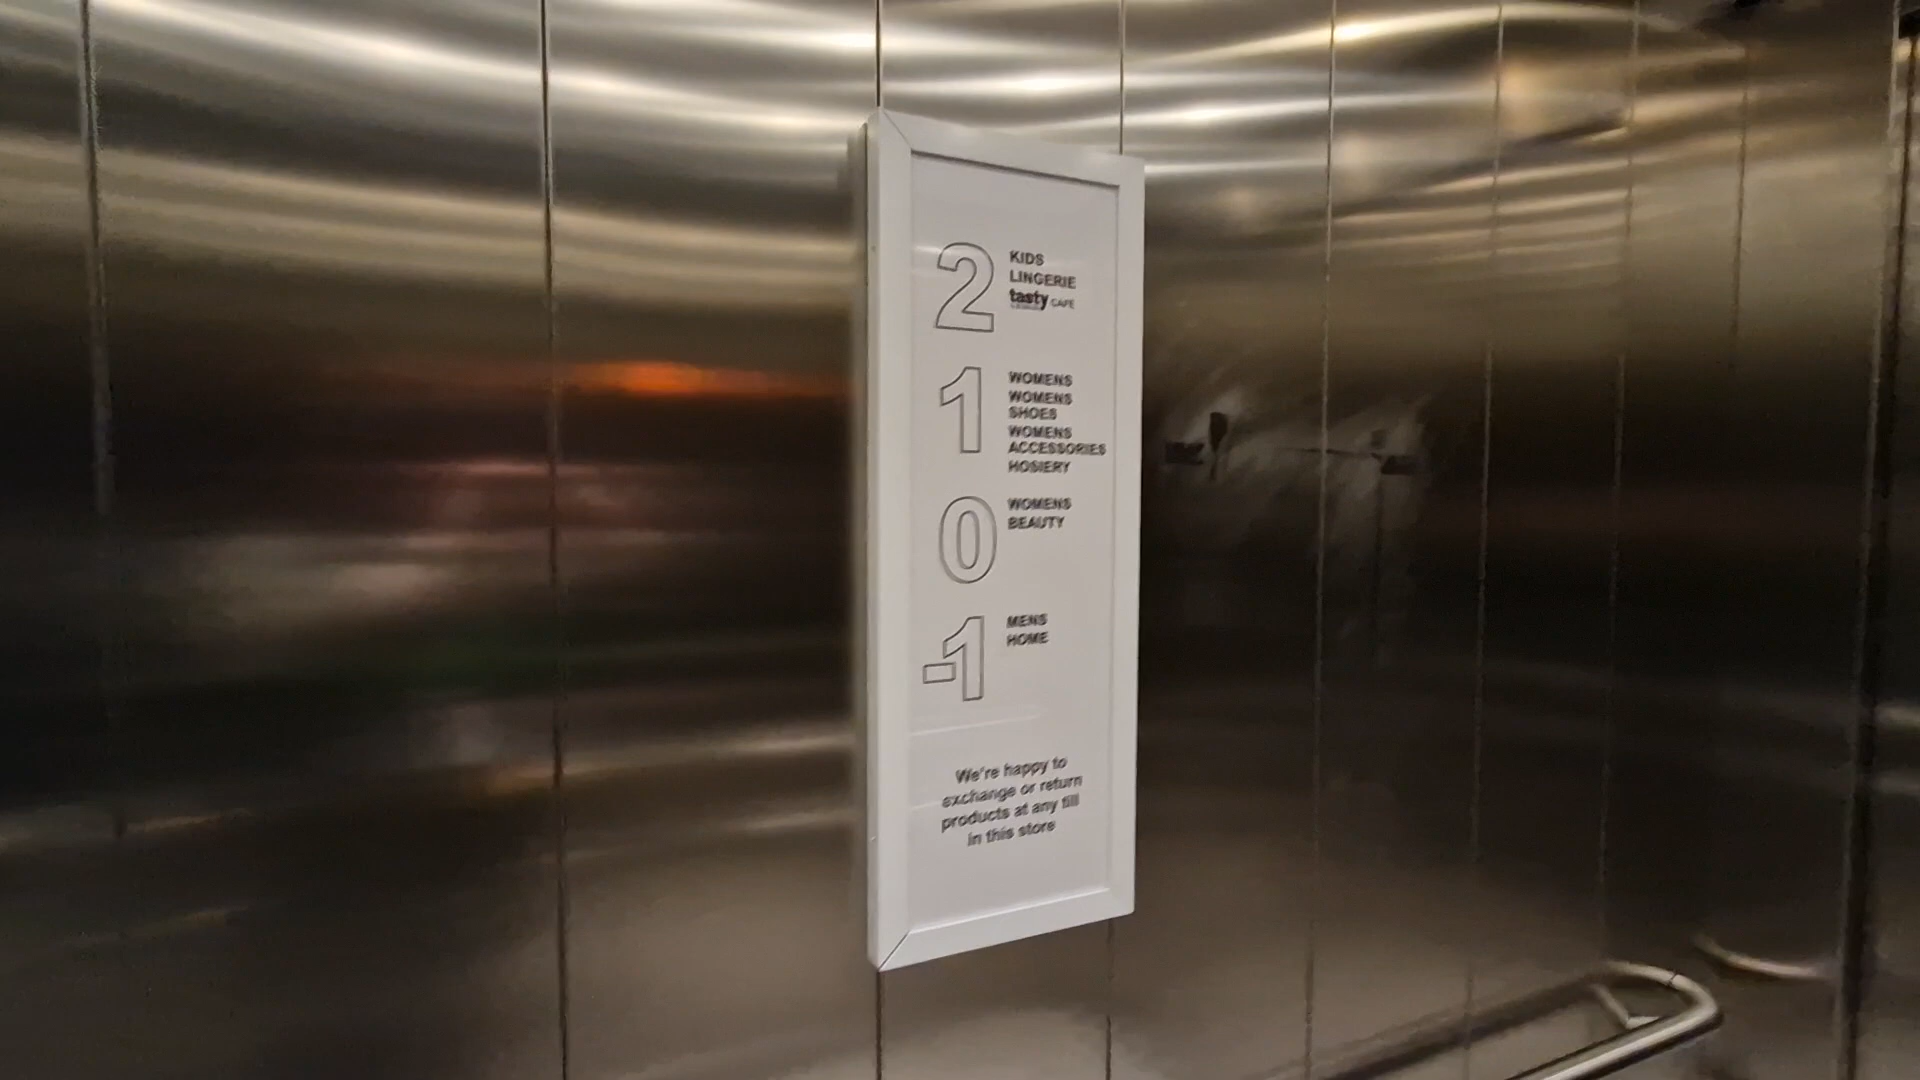 2
KIDS
LINGERIE
tasty CAFE
1
WOMENS
WOMENS
SHOES
WOMENS
ACCESSORIES
HOSIERY
0
WOMENS
BEAUTY
-1
MENS
HOME
We're happy to
exchange or return
products at any till
in this store